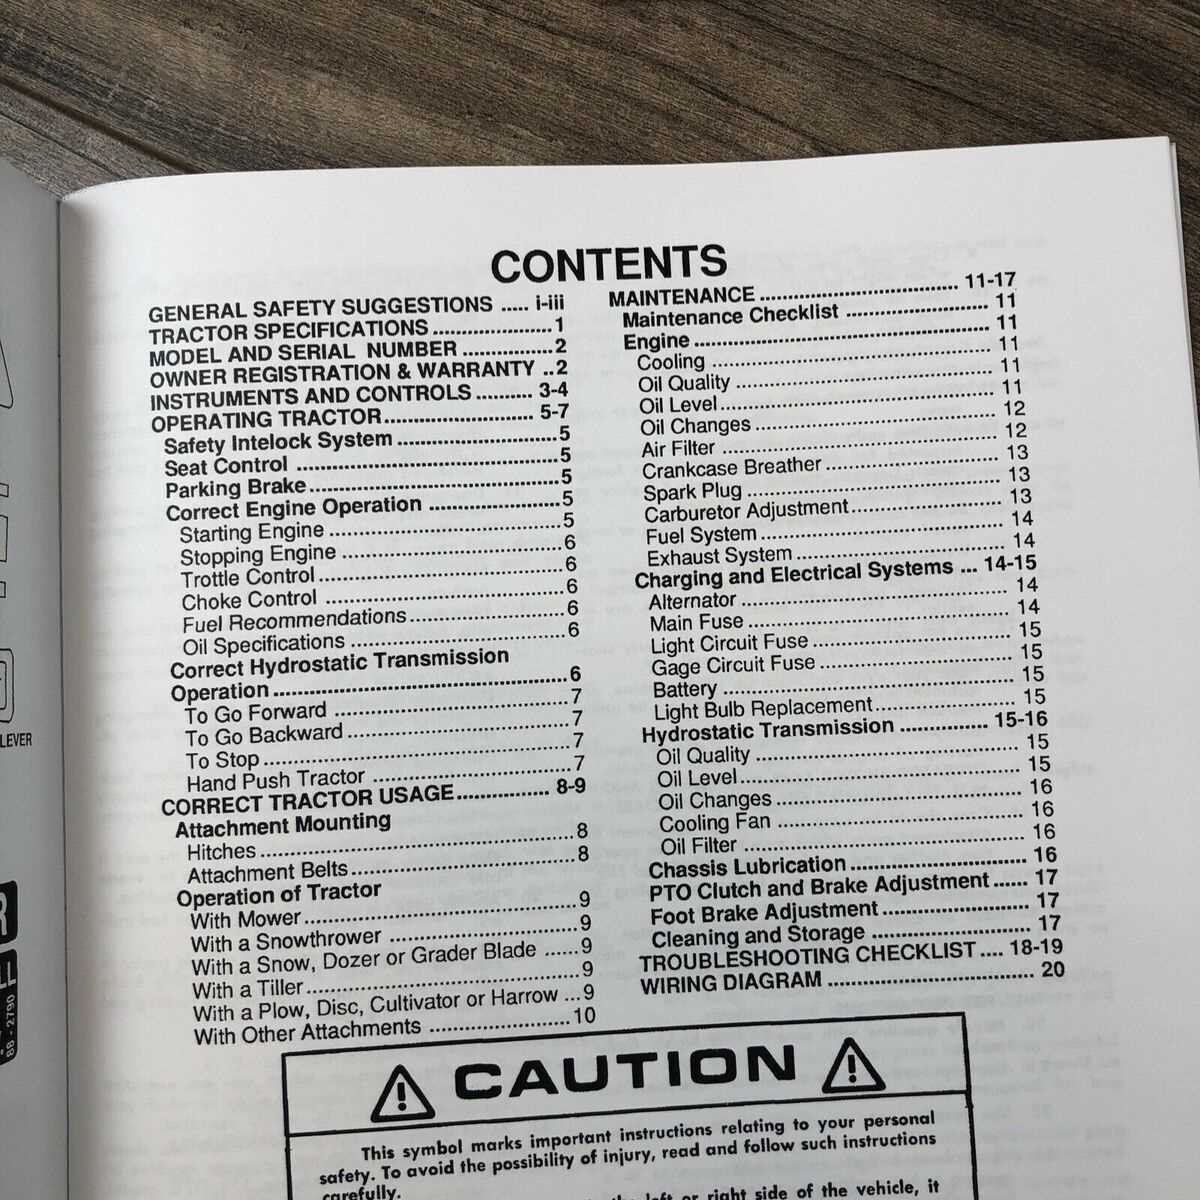 CONTENTS
GENERAL SAFETY SUGGESTIONS ..... i-iii
TRACTOR SPECIFICATIONS.....................1
MODEL AND SERIAL NUMBER ................2
OWNER REGISTRATION & WARRANTY ..2
INSTRUMENTS AND CONTROLS .......... 3-4
OPERATING TRACTOR........................... 5-7
Safety Intelock System ............................5
Seat Control ..............................................5
Parking Brake............................................5
Correct Engine Operation .......................5
Starting Engine .........................................5
Stopping Engine .......................................6
Trottle Control...........................................6
Choke Control ..........................................6
Fuel Recommendations............................6
Oil Specifications ......................................6
Correct Hydrostatic Transmission
Operation....................................................6
To Go Forward .........................................7
To Go Backward .......................................7
To Stop ......................................................7
Hand Push Tractor ...................................7
CORRECT TRACTOR USAGE................ 8-9
Attachment Mounting
Hitches .......................................................8
Attachment Belts.......................................8
Operation of Tractor
With Mower................................................9
With a Snowthrower .................................9
With a Snow, Dozer or Grader Blade ......9
With a Tiller................................................9
With a Plow, Disc, Cultivator or Harrow ...9
With Other Attachments .........................10
MAINTENANCE ................................... 11-17
Maintenance Checklist ......................... 11
Engine .................................................... 11
Cooling .................................................. 11
Oil Quality .............................................. 11
Oil Level................................................. 11
Oil Changes ........................................... 12
Air Filter ................................................. 12
Crankcase Breather ............................... 13
Spark Plug ............................................. 13
Carburetor Adjustment........................... 13
Fuel System ........................................... 14
Exhaust System ..................................... 14
Charging and Electrical Systems ... 14-15
Alternator ............................................... 14
Main Fuse .............................................. 14
Light Circuit Fuse ................................... 15
Gage Circuit Fuse .................................. 15
Battery ................................................... 15
Light Bulb Replacement......................... 15
Hydrostatic Transmission ................ 15-16
Oil Quality .............................................. 15
Oil Level................................................. 15
Oil Changes ........................................... 16
Cooling Fan ........................................... 16
Oil Filter ................................................. 16
Chassis Lubrication ............................... 16
PTO Clutch and Brake Adjustment ...... 17
Foot Brake Adjustment .......................... 17
Cleaning and Storage ............................ 17
TROUBLESHOOTING CHECKLIST .... 18-19
WIRING DIAGRAM ..................................... 20
CAUTION
This symbol marks important instructions relating to your personal
safety. To avoid the possibility of injury, read and follow such instructions
carefully.
left or right side of the vehicle, it
LEVER
88 - 2790